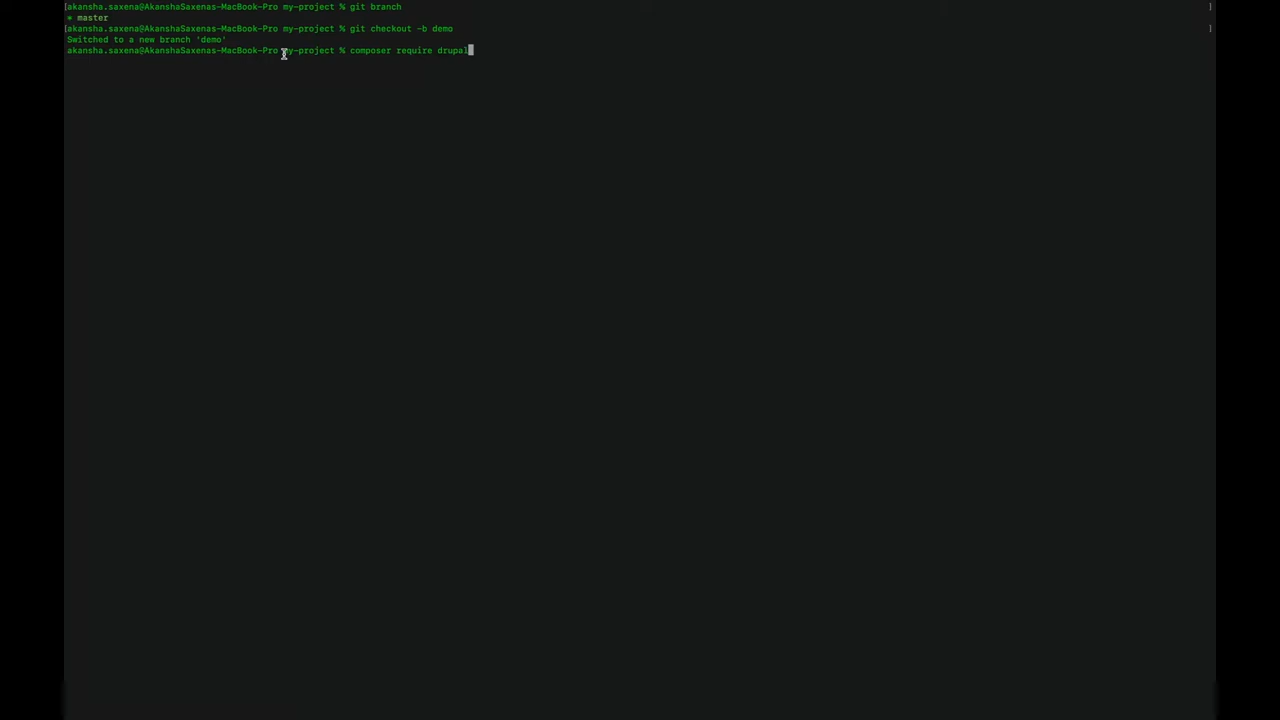 [akansha.saxena@AkanshaSaxenas-MacBook-Pro my-project % git branch ]
* master
[akansha.saxena@AkanshaSaxenas-MacBook-Pro my-project % git checkout -b demo ]
Switched to a new branch 'demo'
akansha.saxena@AkanshaSaxenas-MacBook-Pro my-project % composer require drupal